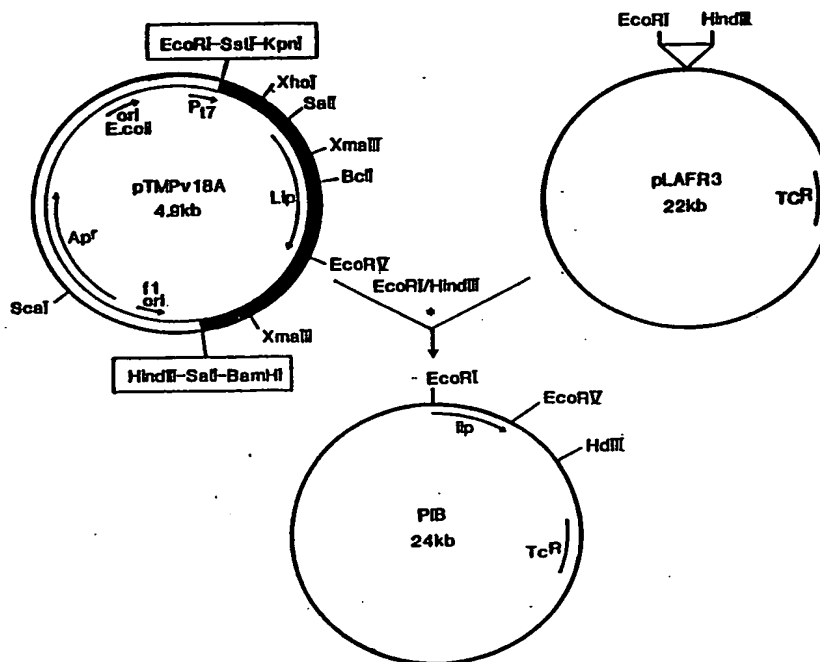 EcoRI-SstI-KpnI
XhoI
SalI
XmaIII
BclI
Lip
EcoRV
XmaIII
HindIII-SalI-BamHI
ScaI
f1
ori
Apr
ori
E.coli
PT7
pTMPv18A
4.9kb
EcoRI
HindIII
pLAFR3
22kb
TCR
EcoRI/HindIII
*
EcoRI
lip
EcoRV
HdIII
PIB
24kb
TcR